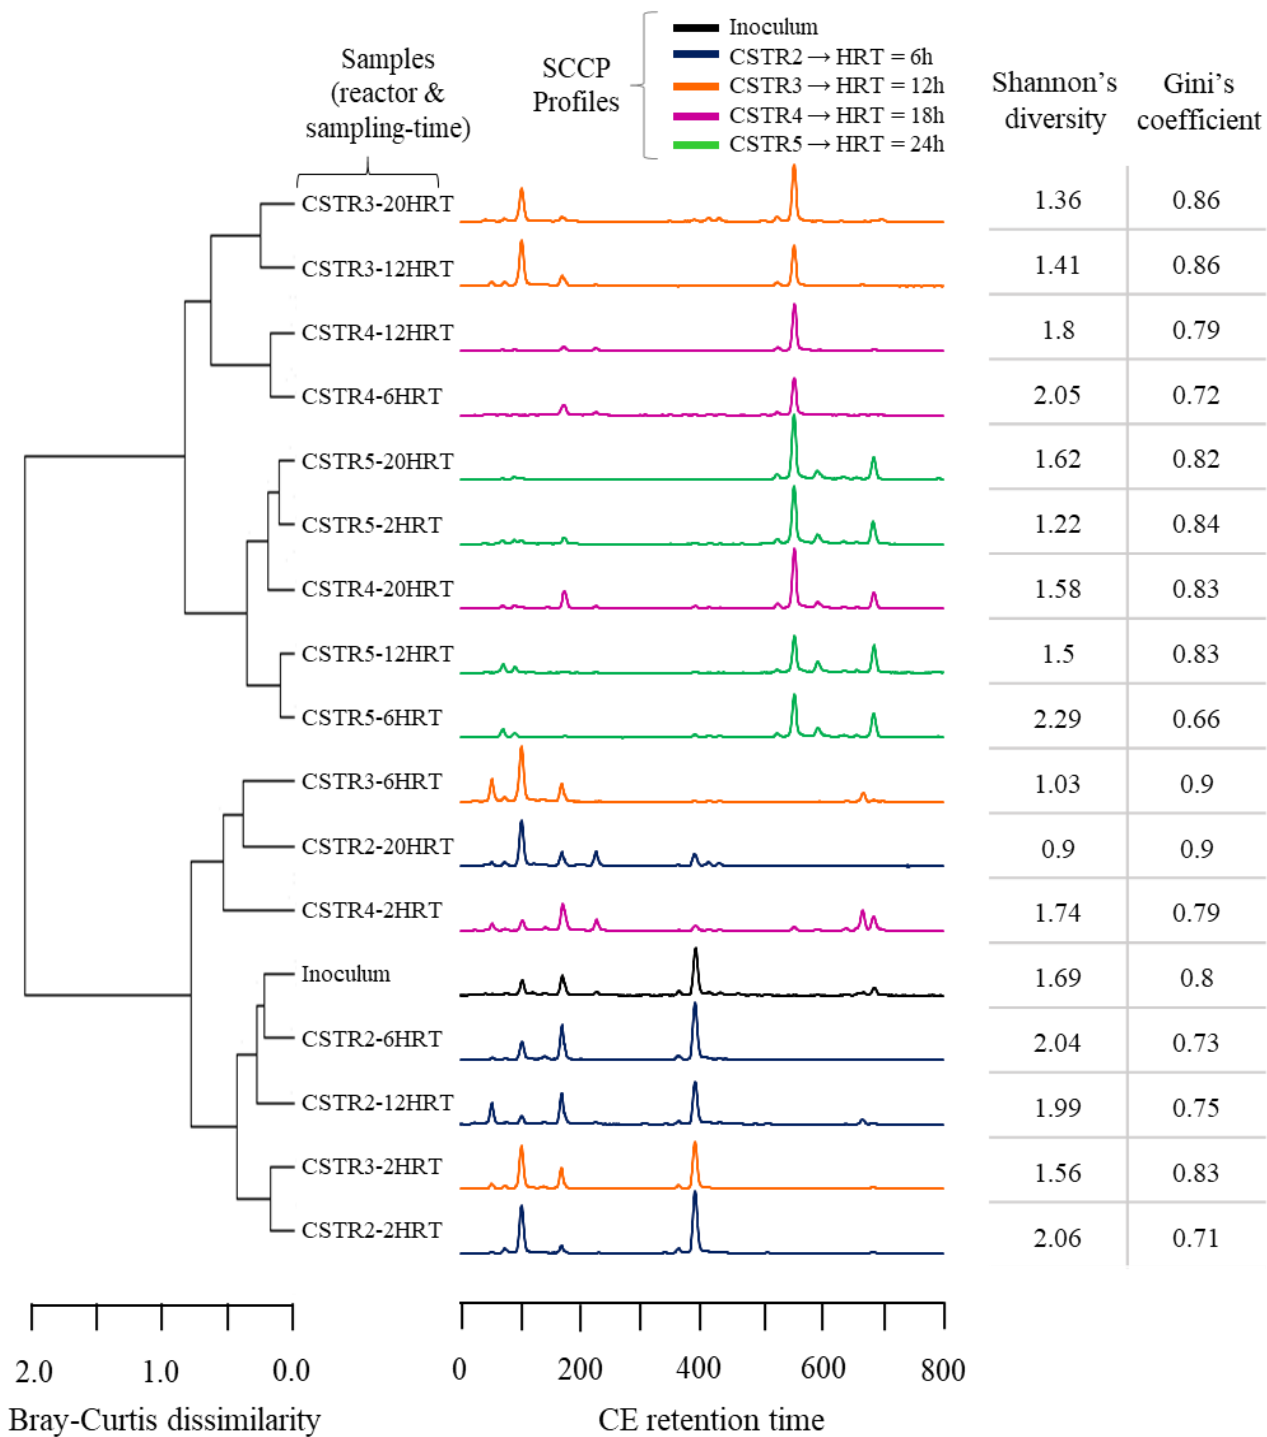 Samples
(reactor &
sampling-time)
SCCP
Profiles
Inoculum
CSTR2 → HRT = 6h
CSTR3 → HRT = 12h
CSTR4 → HRT = 18h
CSTR5 → HRT = 24h
Shannon's
diversity
Gini's
coefficient
CSTR3-20HRT 1.36 0.86
CSTR3-12HRT 1.41 0.86
CSTR4-12HRT 1.8 0.79
CSTR4-6HRT 2.05 0.72
CSTR5-20HRT 1.62 0.82
CSTR5-2HRT 1.22 0.84
CSTR4-20HRT 1.58 0.83
CSTR5-12HRT 1.5 0.83
CSTR5-6HRT 2.29 0.66
CSTR3-6HRT 1.03 0.9
CSTR2-20HRT 0.9 0.9
CSTR4-2HRT 1.74 0.79
Inoculum 1.69 0.8
CSTR2-6HRT 2.04 0.73
CSTR2-12HRT 1.99 0.75
CSTR3-2HRT 1.56 0.83
CSTR2-2HRT 2.06 0.71
2.0 1.0 0.0
Bray-Curtis dissimilarity
0 200 400 600 800
CE retention time